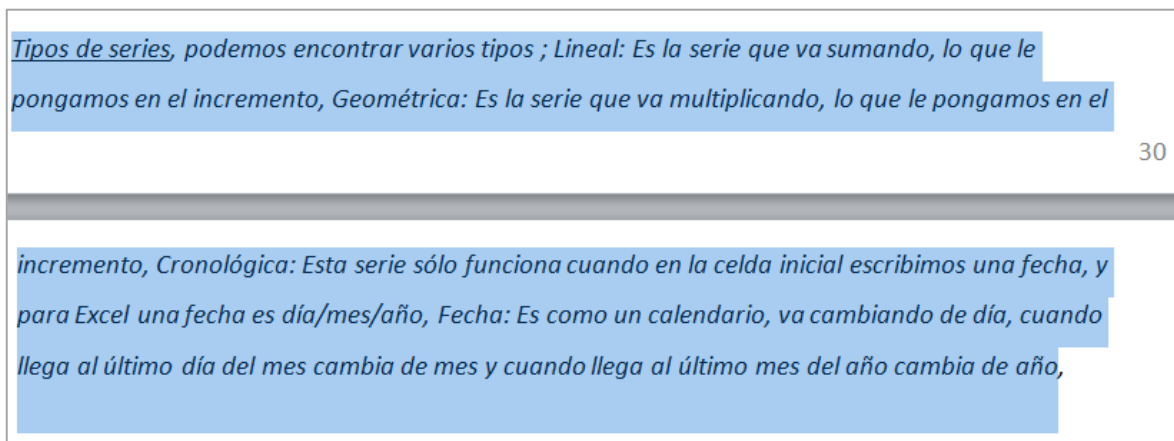 Tipos de series, podemos encontrar varios tipos ; Lineal: Es la serie que va sumando, lo que le
pongamos en el incremento, Geométrica: Es la serie que va multiplicando, lo que le pongamos en el
30
incremento, Cronológica: Esta serie sólo funciona cuando en la celda inicial escribimos una fecha, y
para Excel una fecha es día/mes/año, Fecha: Es como un calendario, va cambiando de día, cuando
llega al último día del mes cambia de mes y cuando llega al último mes del año cambia de año,